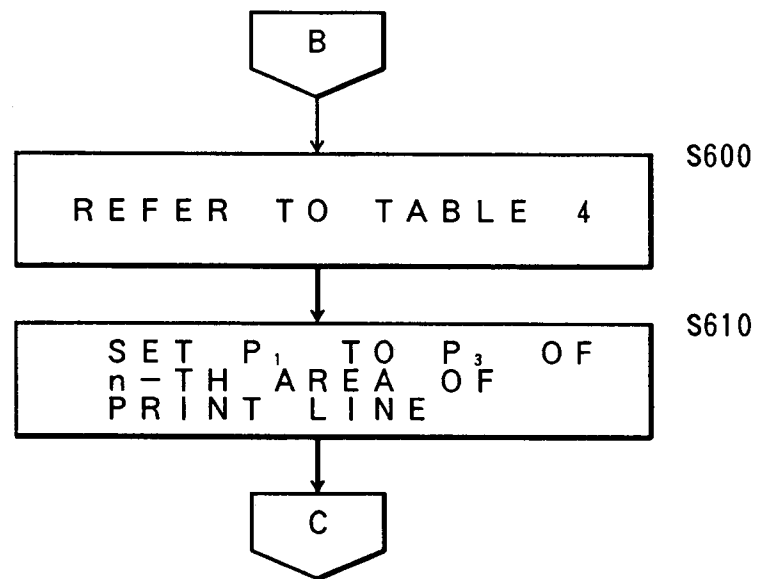 B
S600
REFER TO TABLE 4
S610
SET P₁ TO P₃ OF
n-TH AREA OF
PRINT LINE
C